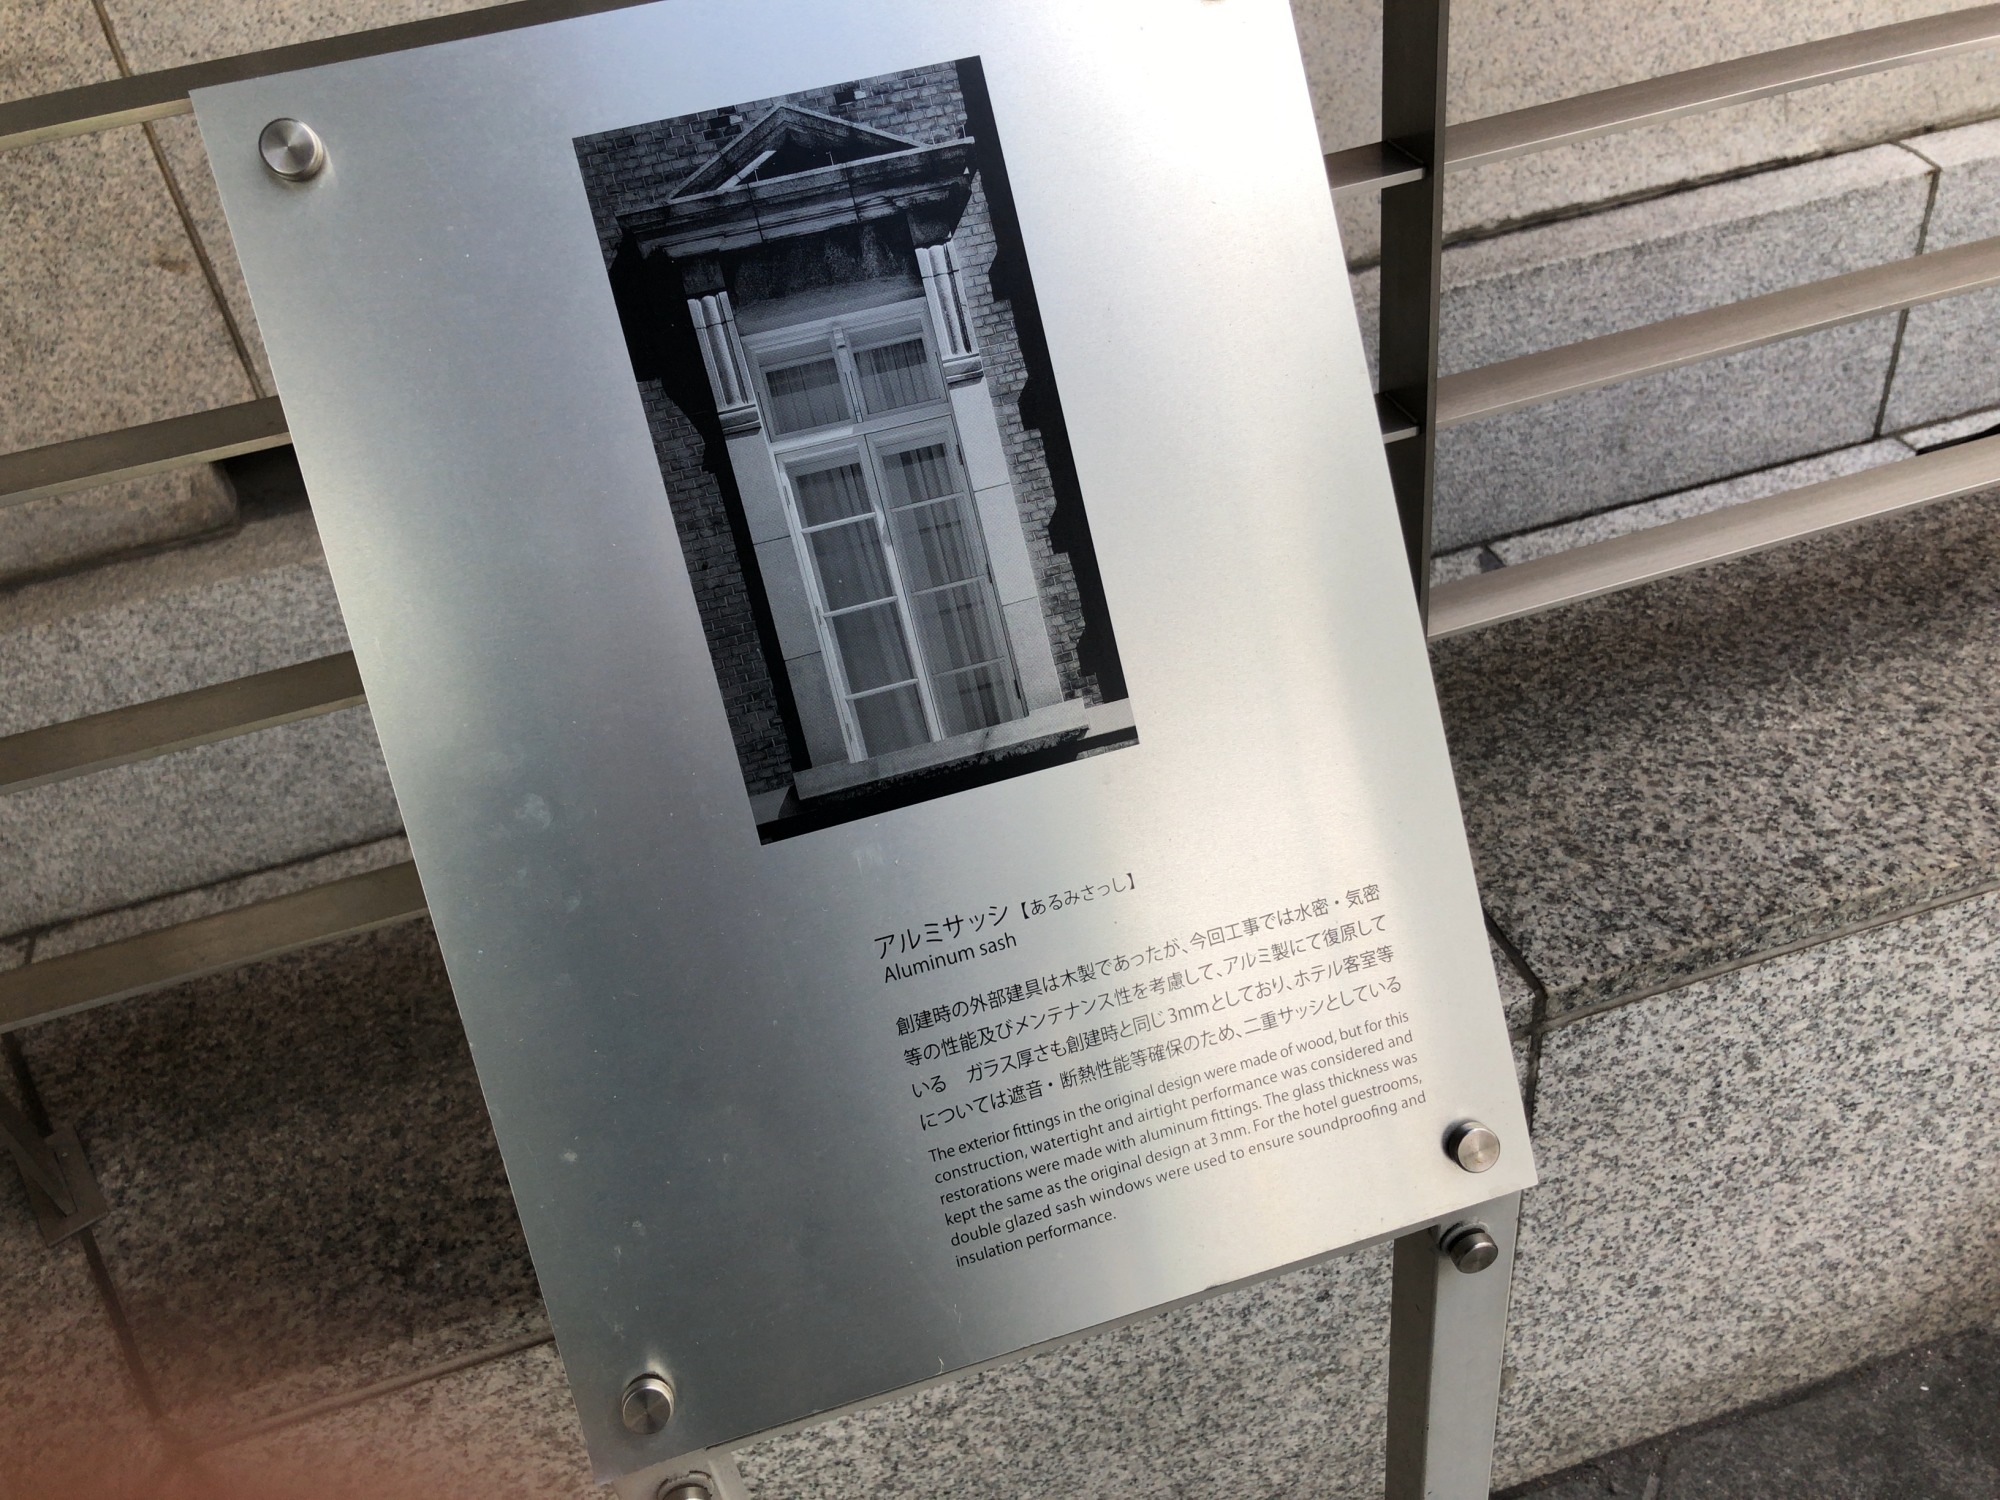 アルミサッシ【あるみさっし】
Aluminum sash
創建時の外部建具は木製であったが、今回工事では水密・気密
等の性能及びメンテナンス性を考慮して、アルミ製にて復原して
いる　ガラス厚さも創建時と同じ3mmとしており、ホテル客室等
については遮音・断熱性能等確保のため、二重サッシとしている
The exterior fittings in the original design were made of wood, but for this
construction, watertight and airtight performance was considered and
restorations were made with aluminum fittings. The glass thickness was
kept the same as the original design at 3 mm. For the hotel guestrooms,
double glazed sash windows were used to ensure soundproofing and
insulation performance.